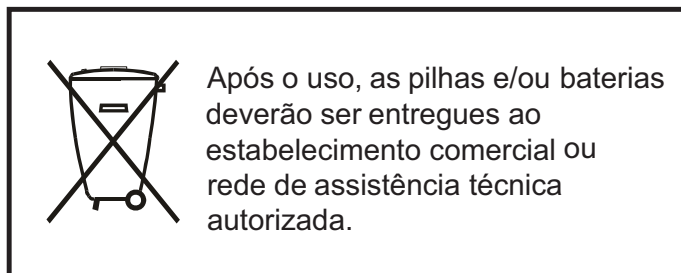 Após o uso, as pilhas e/ou baterias
deverão ser entregues ao
estabelecimento comercial ou
rede de assistência técnica
autorizada.